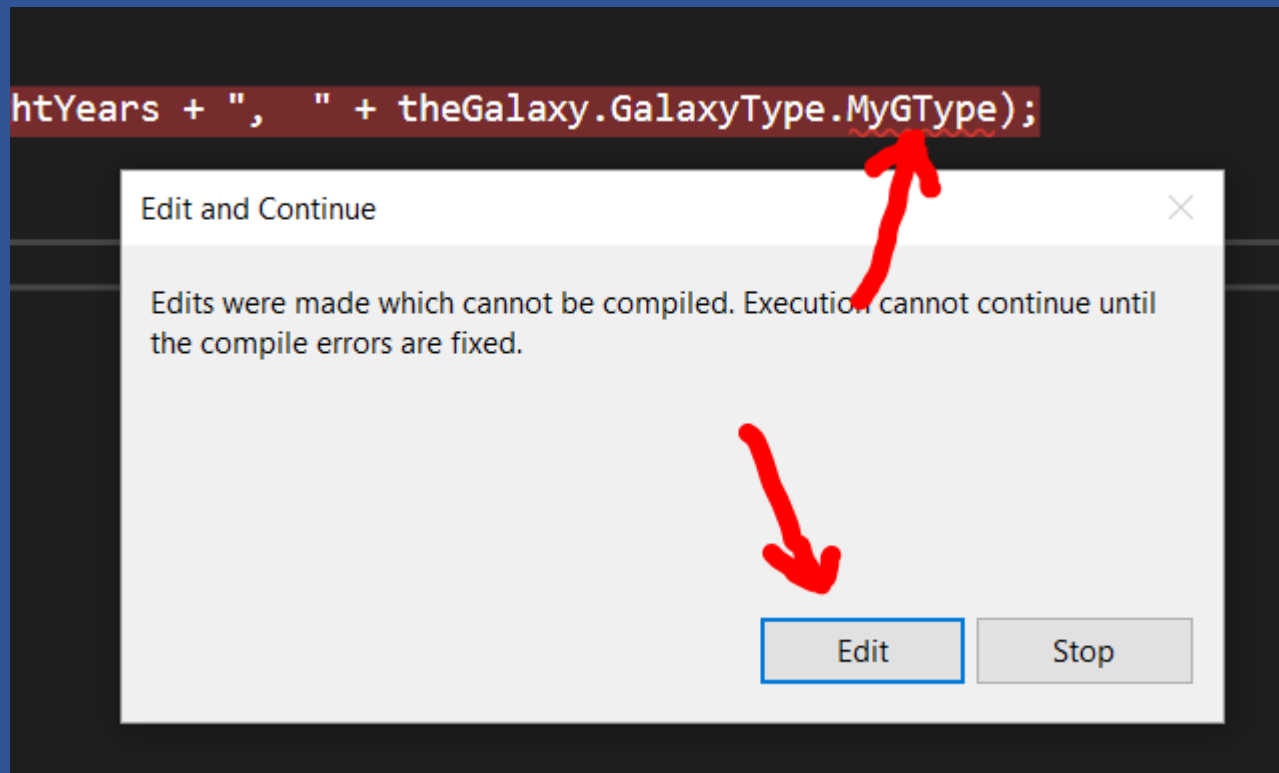 htYears + ",  " + theGalaxy.GalaxyType.MyGType);
Edit and Continue
Edits were made which cannot be compiled. Execution cannot continue until
the compile errors are fixed.
Edit
Stop